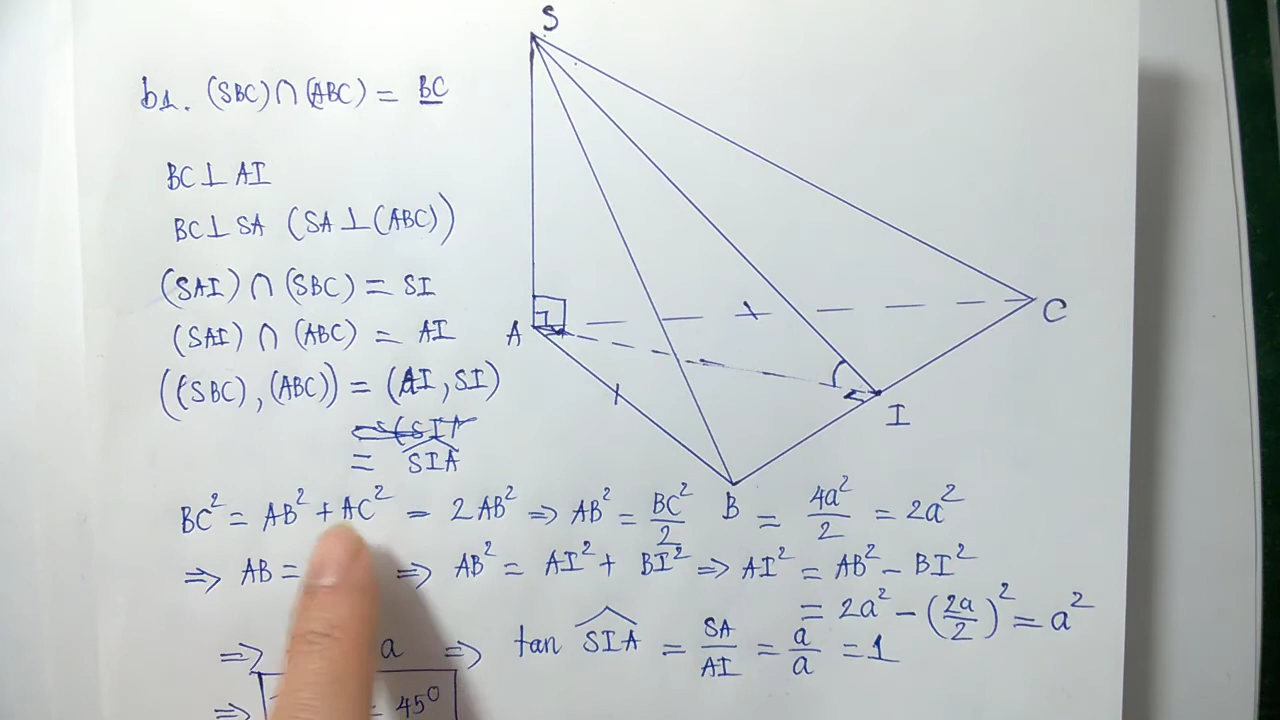 b1. (SBC)∩(ABC) = BC
BC⊥AI
BC⊥SA (SA⊥(ABC))
(SAI)∩(SBC) = SI
(SAI)∩(ABC) = AI
((SBC),(ABC)) = (AI,SI)
= SIA
BC² = AB² + AC² = 2AB² ⇒ AB² = BC²/2 = 4a²/2 = 2a²
⇒ AB = ⇒ AB² = AI² + BI² ⇒ AI² = AB² - BI²
= 2a² - (2a/2)² = a²
⇒ a ⇒ tan SIA = SA/AI = a/a = 1
⇒ = 45⁰
S
A
C
I
B